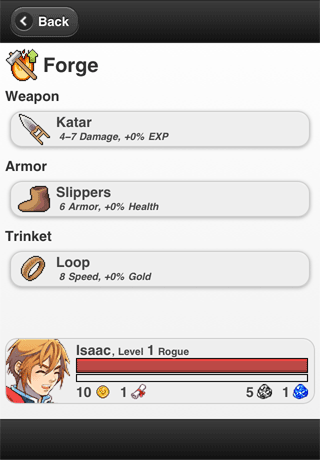 Back
Forge
Weapon
Katar
4–7 Damage, +0% EXP
Armor
Slippers
6 Armor, +0% Health
Trinket
Loop
8 Speed, +0% Gold
Isaac, Level 1 Rogue
10 1 5 1